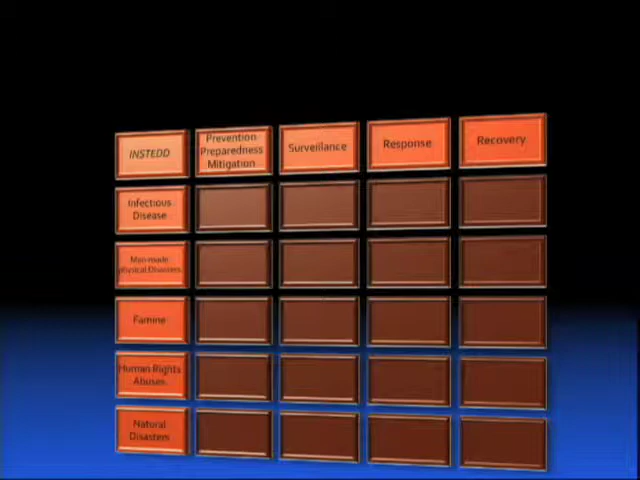 INSTEDD
Prevention
Preparedness
Mitigation
Surveillance
Response
Recovery
Infectious
Disease
Man-made
Physical Disasters
Famine
Human Rights
Abuses
Natural
Disasters